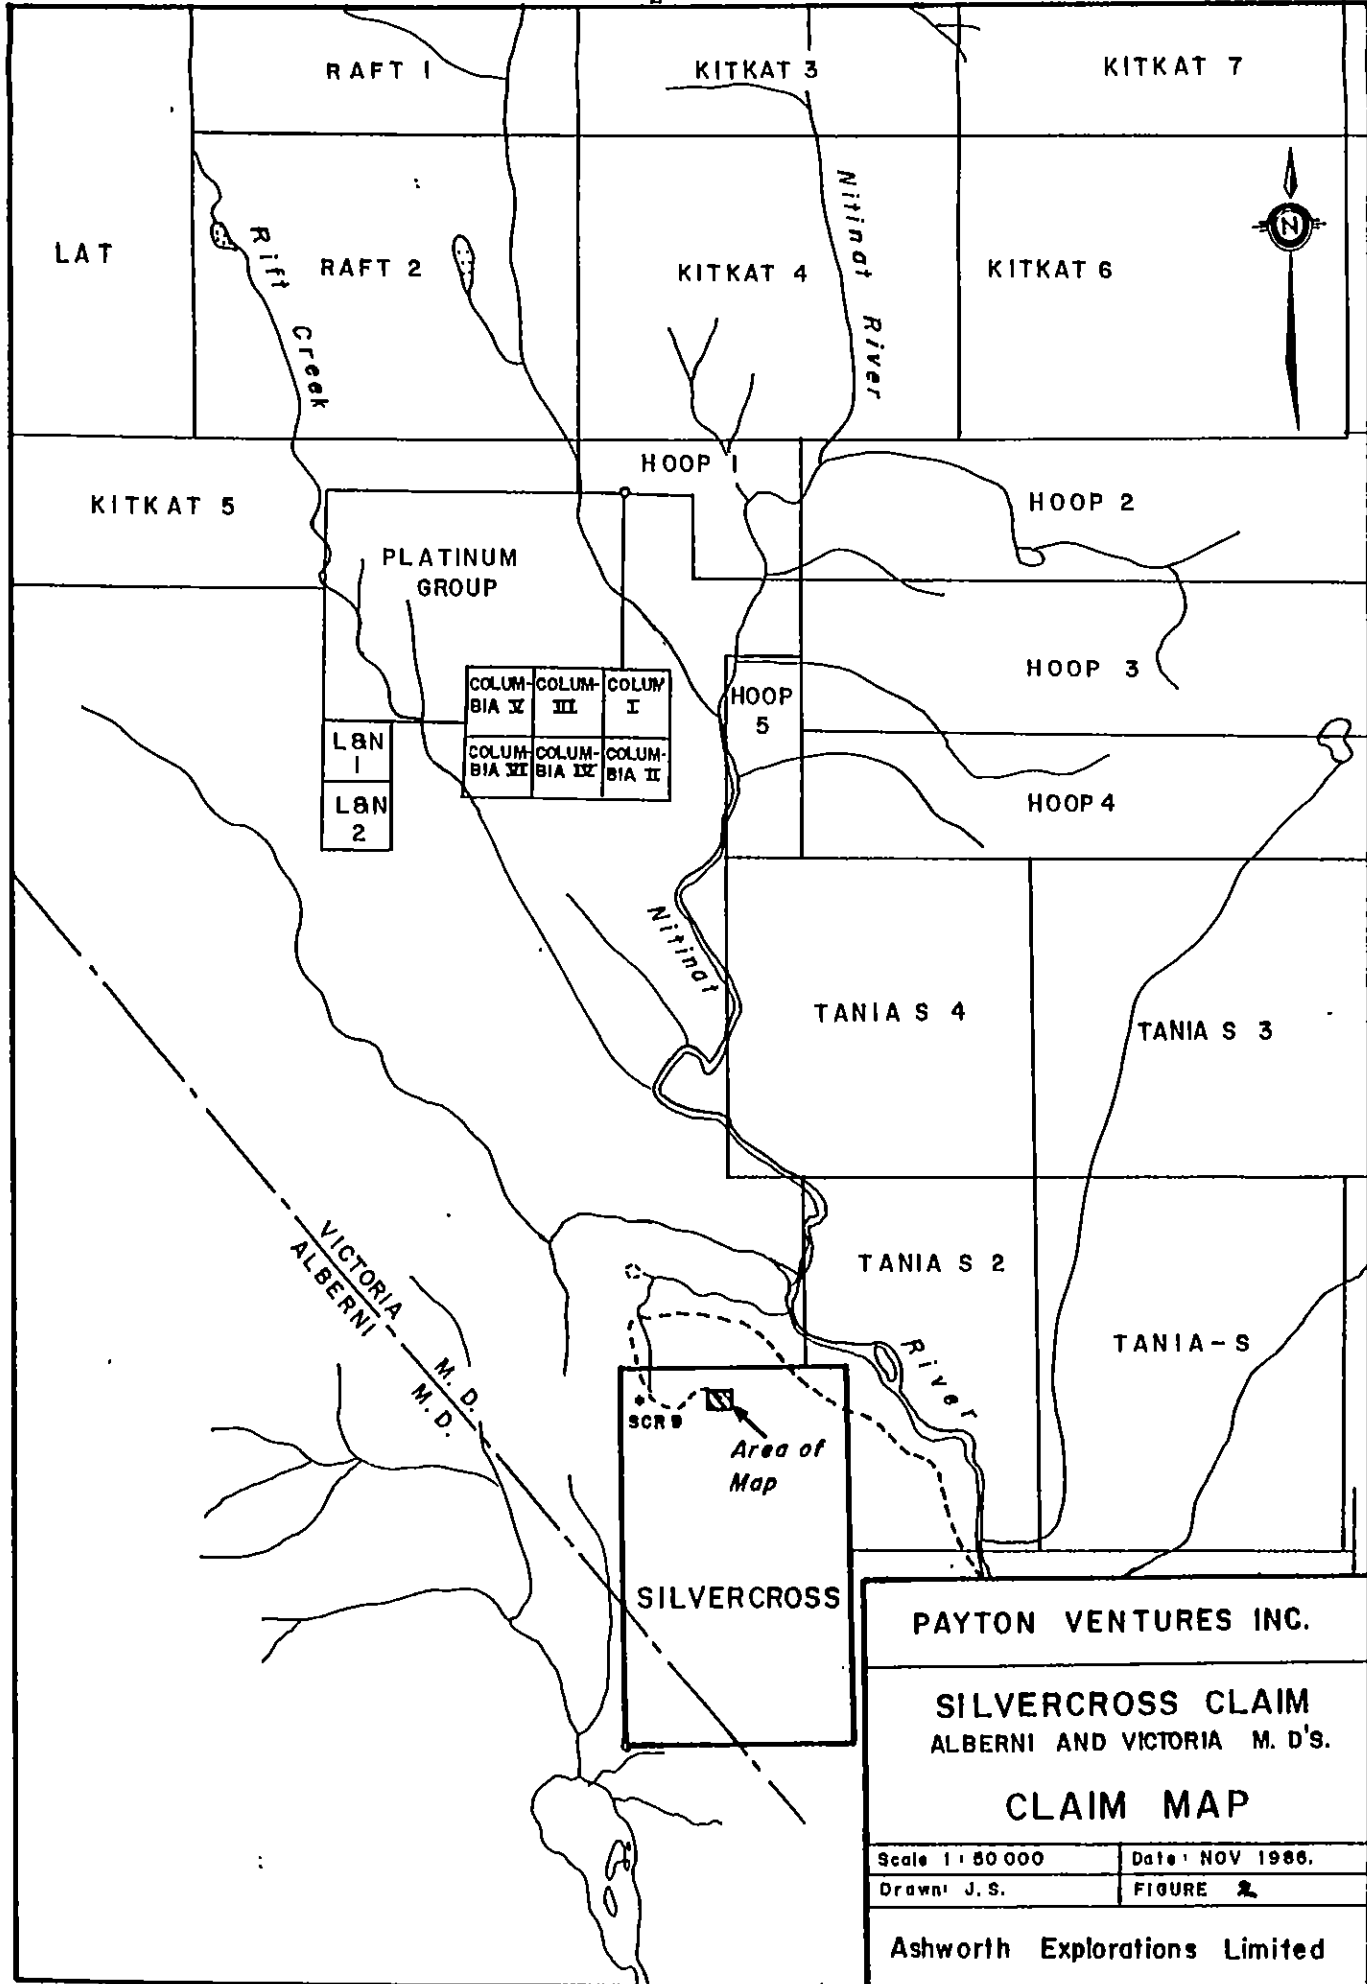 RAFT 1
KITKAT 3
KITKAT 7
LAT
Rift Creek
RAFT 2
KITKAT 4
Nitinat River
KITKAT 6
N
KITKAT 5
HOOP 1
HOOP 2
PLATINUM
GROUP
HOOP 3
COLUM-
BIA V
COLUM-
III
COLUM
I
HOOP
5
L&N
1
COLUM-
BIA VI
COLUM-
BIA IV
COLUM-
BIA II
L&N
2
HOOP 4
Nitinat
TANIA S 4
TANIA S 3
VICTORIA
ALBERNI
M. D.
M. D.
TANIA S 2
River
TANIA-S
Area of
Map
SILVERCROSS
PAYTON VENTURES INC.
SILVERCROSS CLAIM
ALBERNI AND VICTORIA M. D'S.
CLAIM MAP
Scale 1:50 000
Date: NOV 1986.
Drawn: J. S.
FIGURE 2
Ashworth Explorations Limited